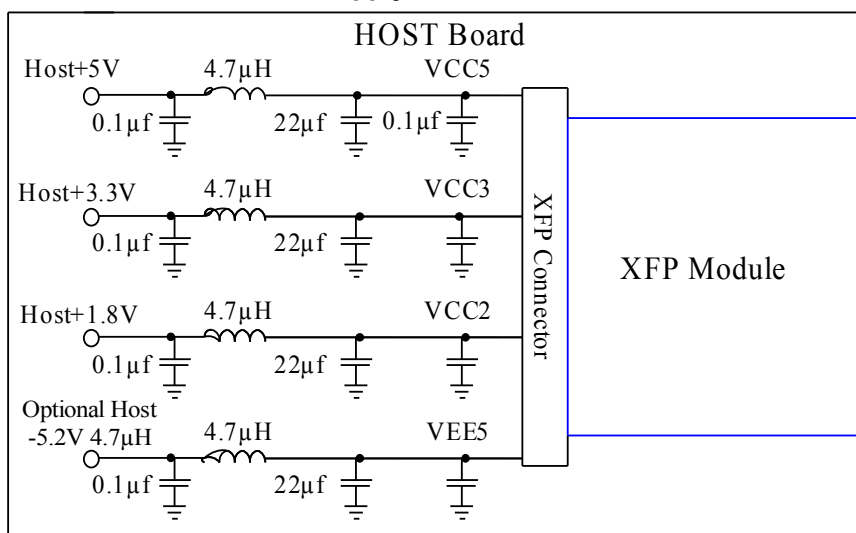 HOST Board
Host+5V 4.7µH VCC5
0.1µf 22µf 0.1µf
Host+3.3V 4.7µH VCC3
0.1µf 22µf
XFP Connector
XFP Module
Host+1.8V 4.7µH VCC2
0.1µf 22µf
Optional Host
-5.2V 4.7µH 4.7µH VEE5
0.1µf 22µf